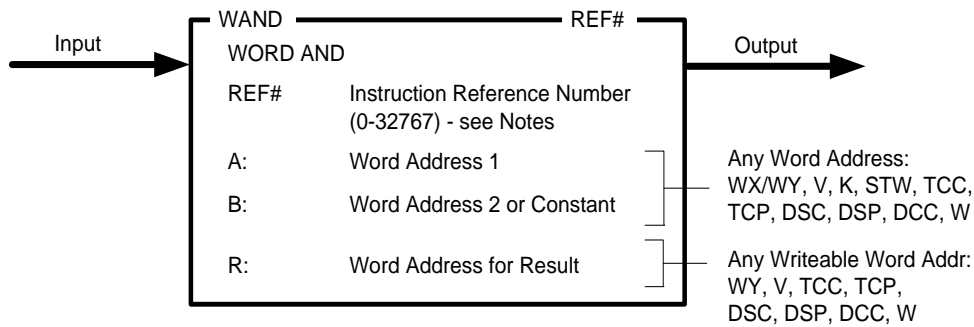 WAND REF#
Input
WORD AND
Output
REF# Instruction Reference Number
(0-32767) - see Notes
A: Word Address 1
B: Word Address 2 or Constant
Any Word Address:
WX/WY, V, K, STW, TCC,
TCP, DSC, DSP, DCC, W
R: Word Address for Result
Any Writeable Word Addr:
WY, V, TCC, TCP,
DSC, DSP, DCC, W